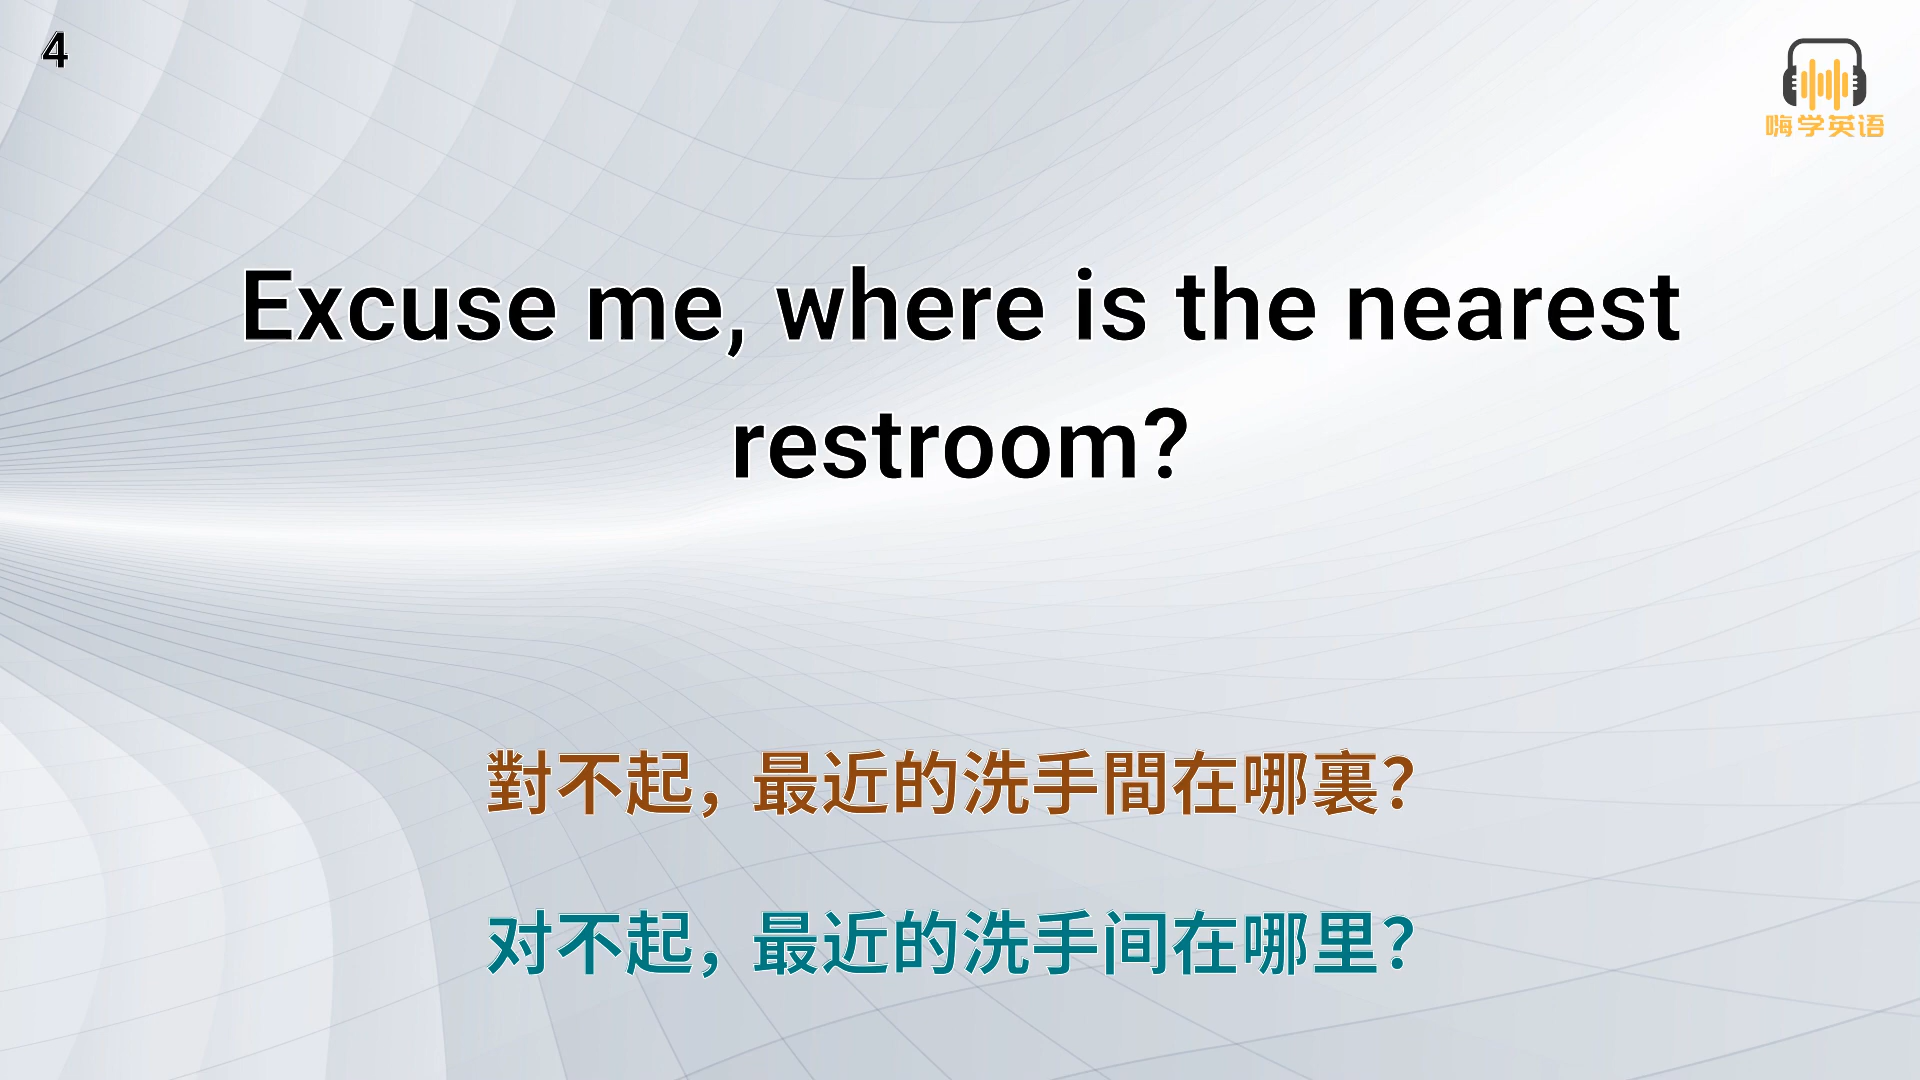 4
嗨学英语
Excuse me, where is the nearest
restroom?
對不起，最近的洗手間在哪裏？
对不起，最近的洗手间在哪里？